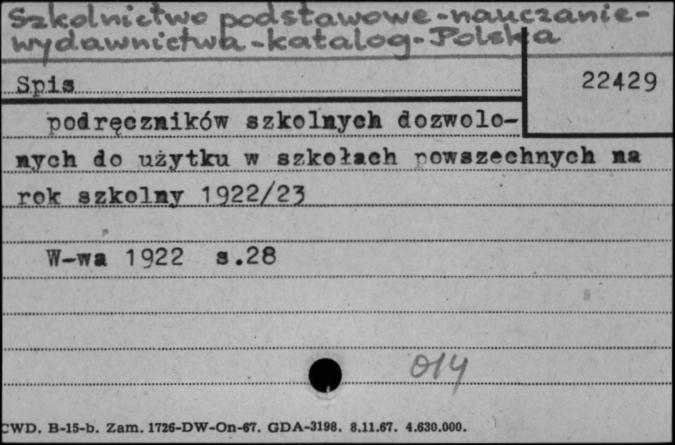 Szkolnictwo podstawowe-nauczanie-
wydawnictwa-katalog-Polska
Spis
22429
podręczników szkolnych dozwolo-
nych do użytku w szkołach powszechnych na
rok szkolny 1922/23
W-wa 1922 s.28
014
CWD. B-15-b. Zam. 1726-DW-On-67. GDA-3198. 8.11.67. 4.630.000.